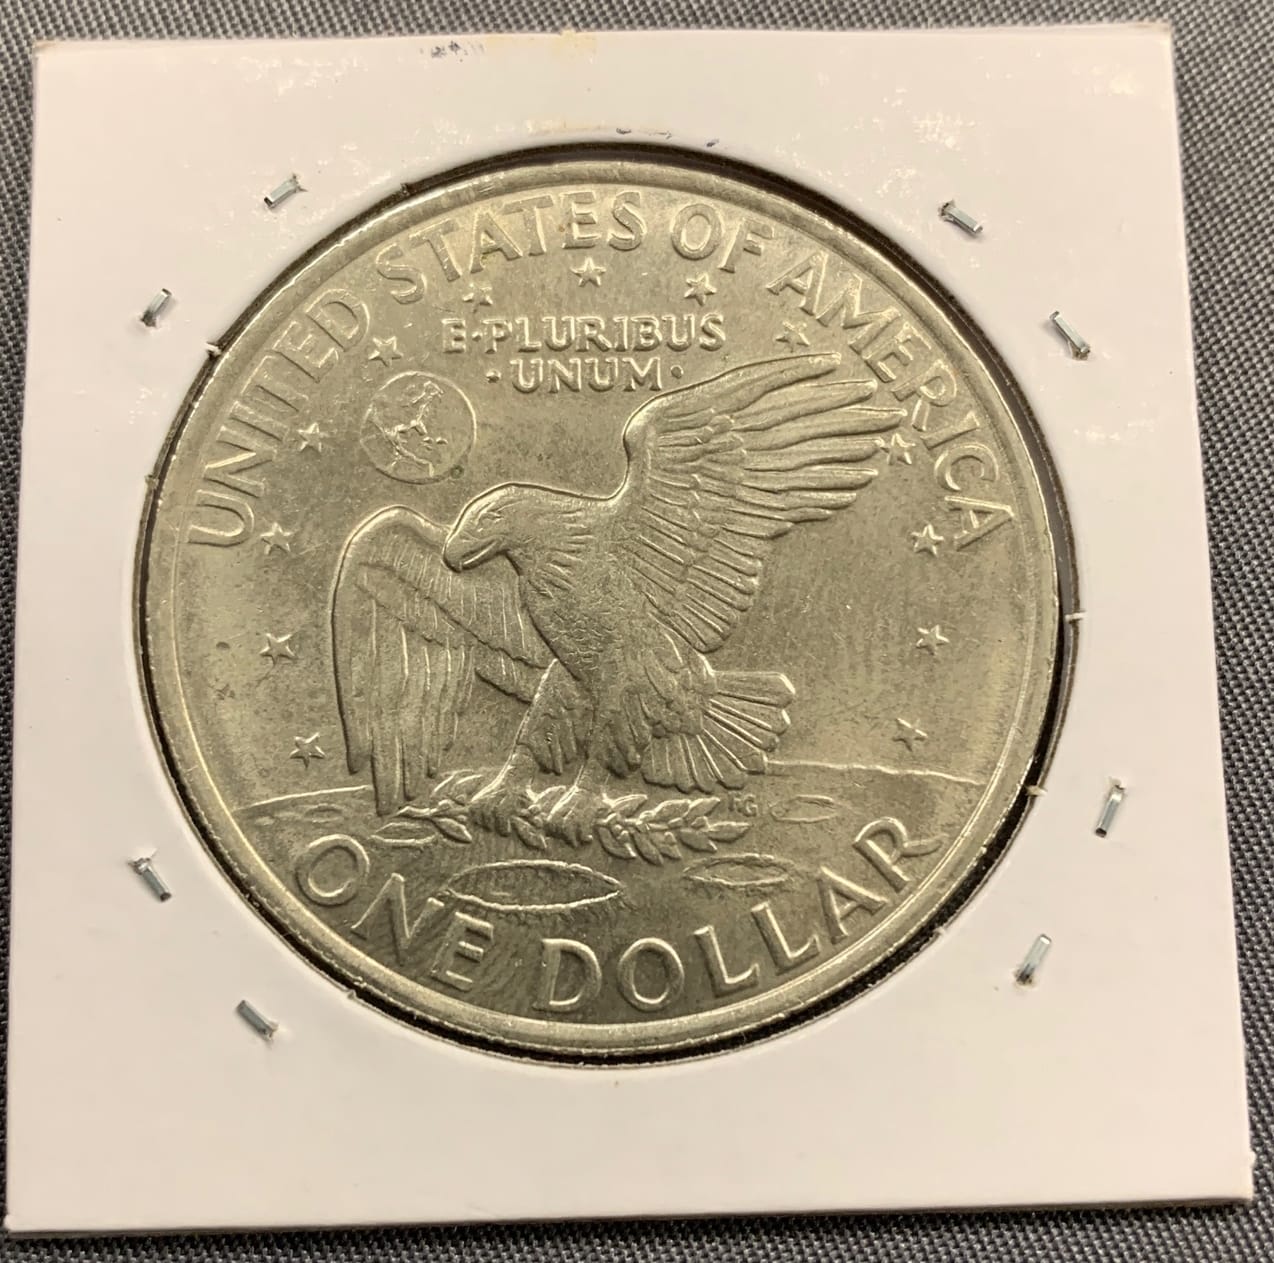 UNITED STATES OF AMERICA
E·PLURIBUS
·UNUM·
FG
ONE DOLLAR